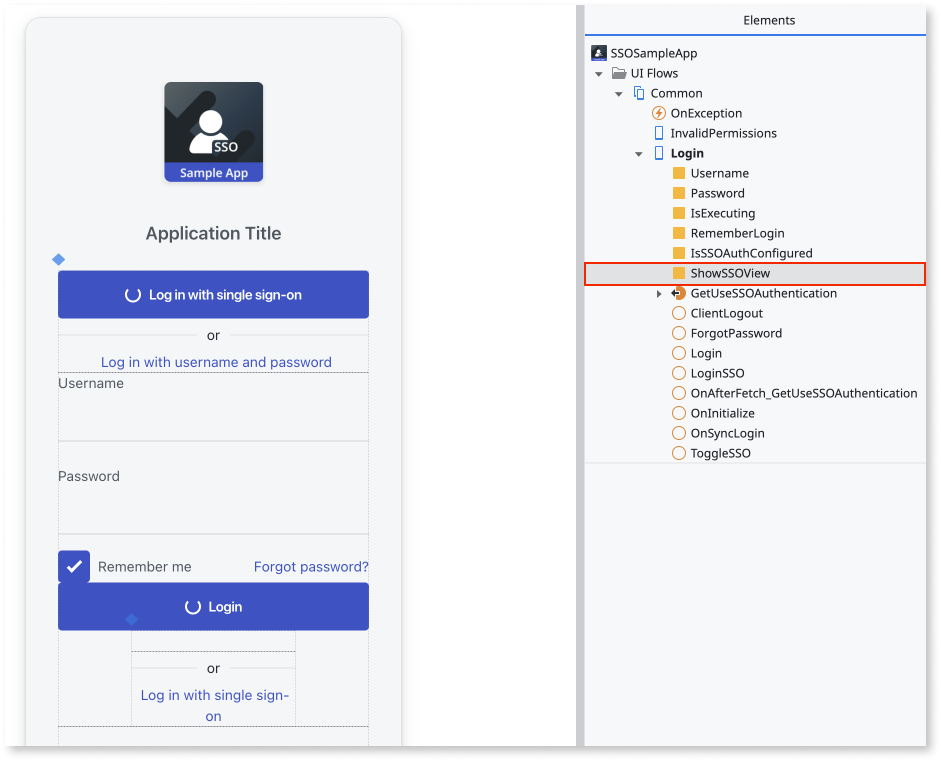 SSO
Sample App
Application Title
Log in with single sign-on
or
Log in with username and password
Username
Password
Remember me
Forgot password?
Login
or
Log in with single sign-
on
Elements
SSOSampleApp
UI Flows
Common
OnException
InvalidPermissions
Login
Username
Password
IsExecuting
RememberLogin
IsSSOAuthConfigured
ShowSSOView
GetUseSSOAuthentication
ClientLogout
ForgotPassword
Login
LoginSSO
OnAfterFetch_GetUseSSOAuthentication
OnInitialize
OnSyncLogin
ToggleSSO